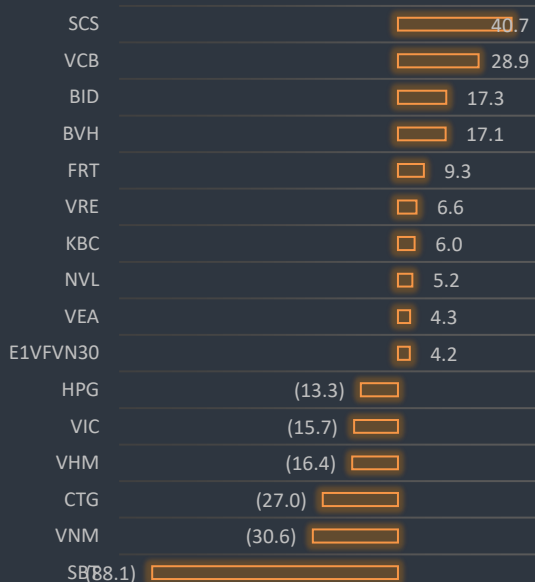 SCS 40.7
VCB 28.9
BID 17.3
BVH 17.1
FRT 9.3
VRE 6.6
KBC 6.0
NVL 5.2
VEA 4.3
E1VFVN30 4.2
HPG (13.3)
VIC (15.7)
VHM (16.4)
CTG (27.0)
VNM (30.6)
SBT (88.1)